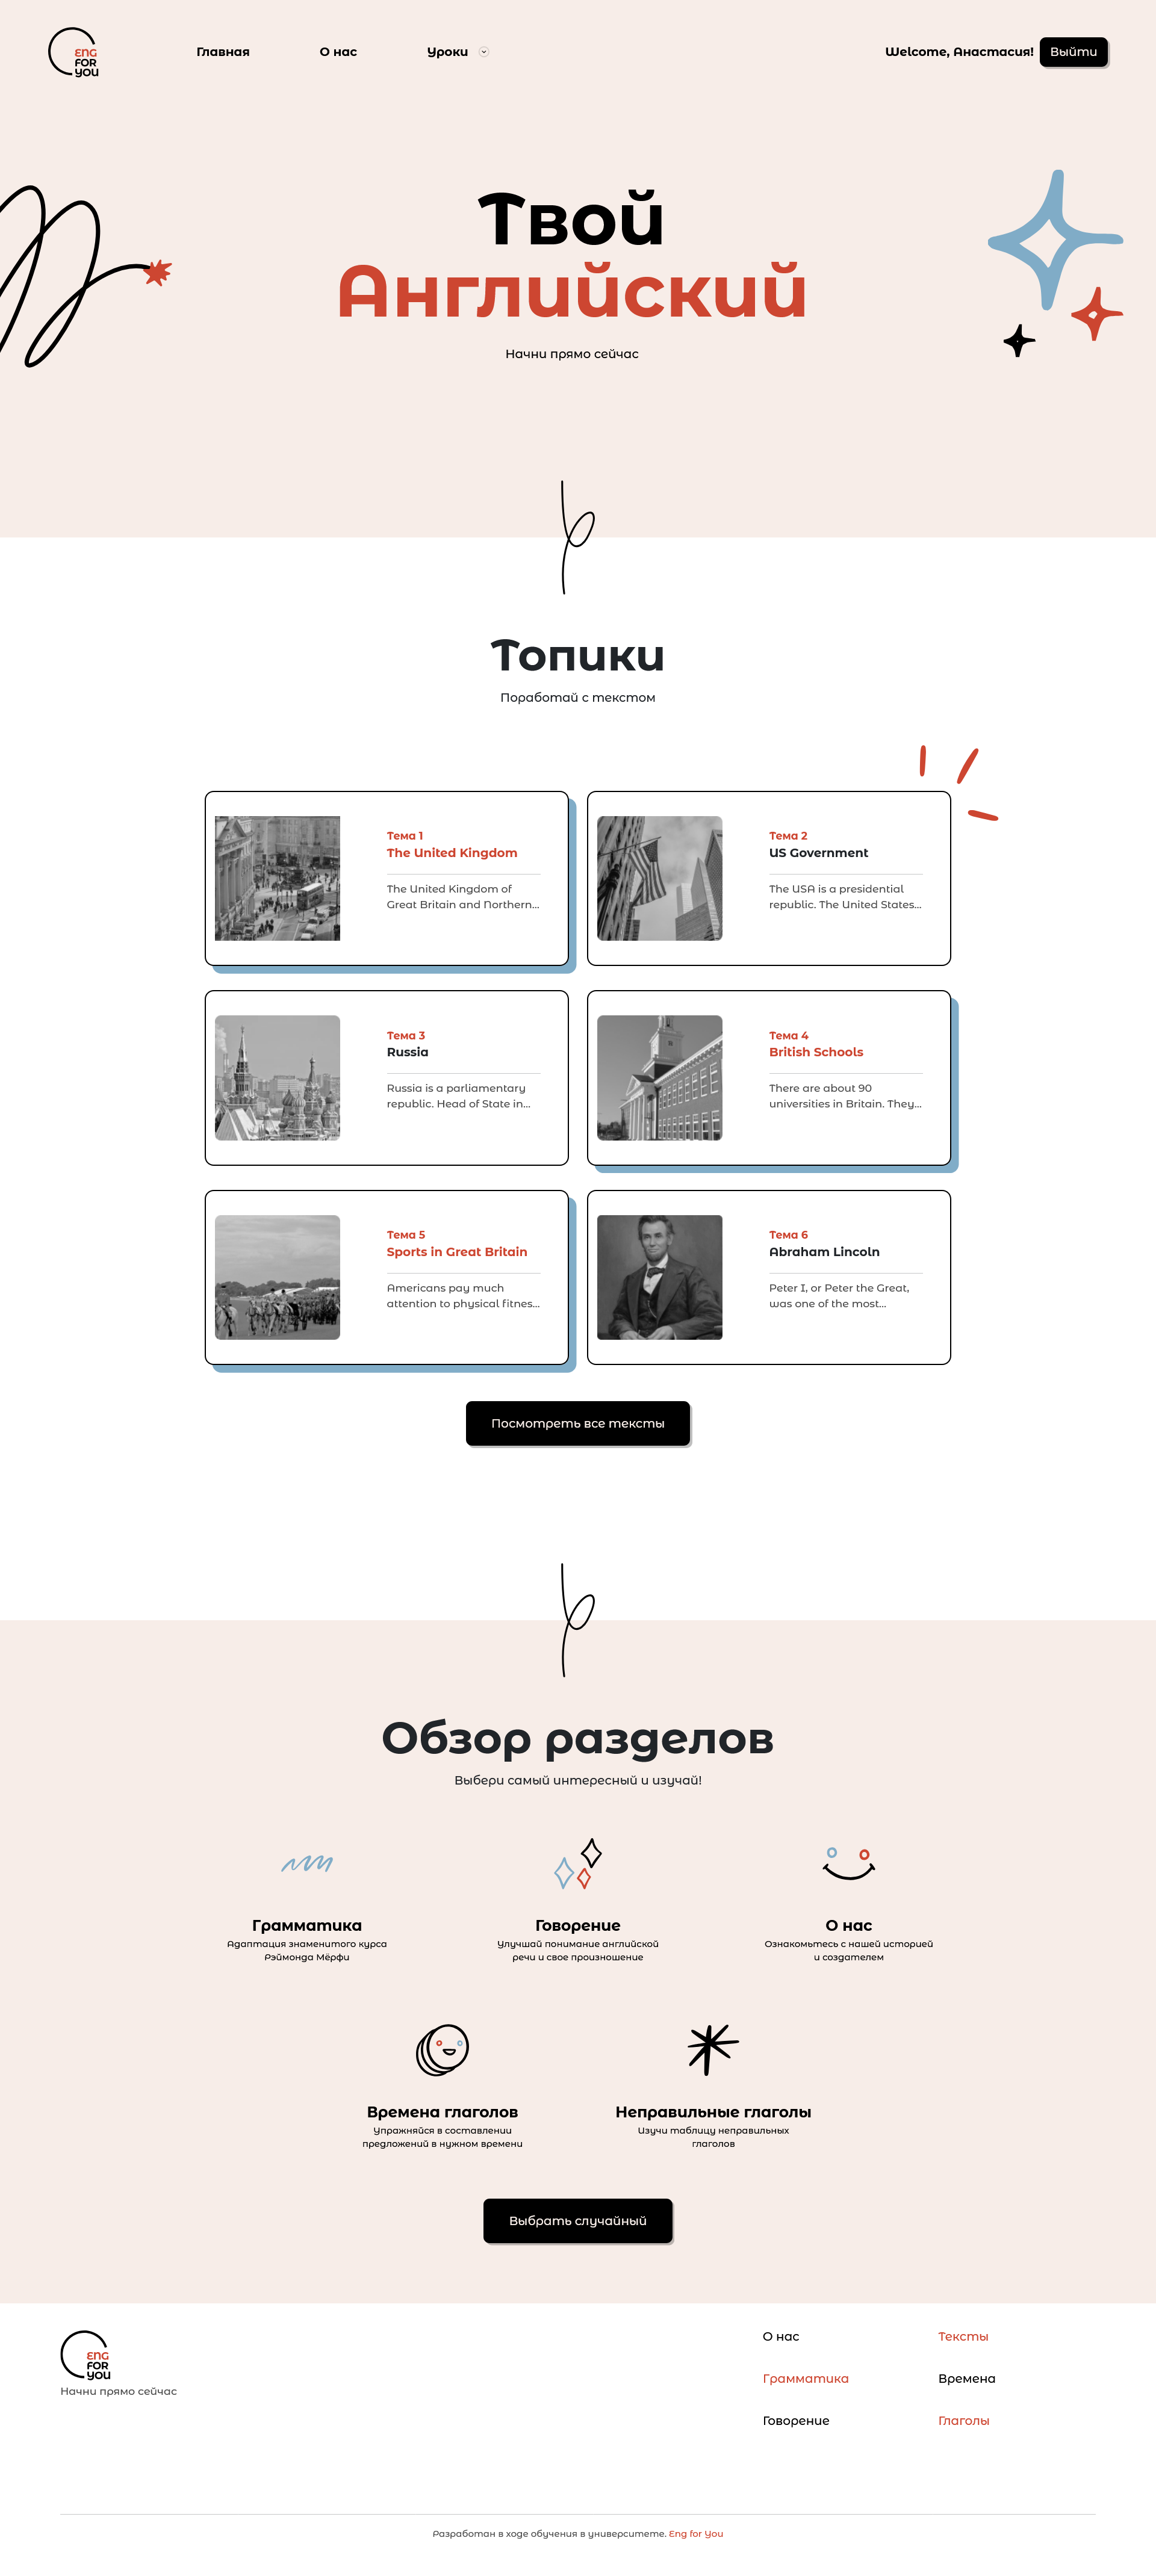 ENG
FOR
YOU
Главная
О нас
Уроки
Welcome, Анастасия!
Выйти
Твой
Английский
Начни прямо сейчас
Топики
Поработай с текстом
Тема 1
The United Kingdom
The United Kingdom of
Great Britain and Northern...
Тема 2
US Government
The USA is a presidential
republic. The United States...
Тема 3
Russia
Russia is a parliamentary
republic. Head of State in...
Тема 4
British Schools
There are about 90
universities in Britain. They...
Тема 5
Sports in Great Britain
Americans pay much
attention to physical fitnes...
Тема 6
Abraham Lincoln
Peter I, or Peter the Great,
was one of the most...
Посмотреть все тексты
Обзор разделов
Выбери самый интересный и изучай!
Грамматика
Адаптация знаменитого курса
Рэймонда Мёрфи
Говорение
Улучшай понимание английской
речи и свое произношение
О нас
Ознакомьтесь с нашей историей
и создателем
Времена глаголов
Упражняйся в составлении
предложений в нужном времени
Неправильные глаголы
Изучи таблицу неправильных
глаголов
Выбрать случайный
ENG
FOR
YOU
Начни прямо сейчас
О нас
Тексты
Грамматика
Времена
Говорение
Глаголы
Разработан в ходе обучения в университете. Eng for You